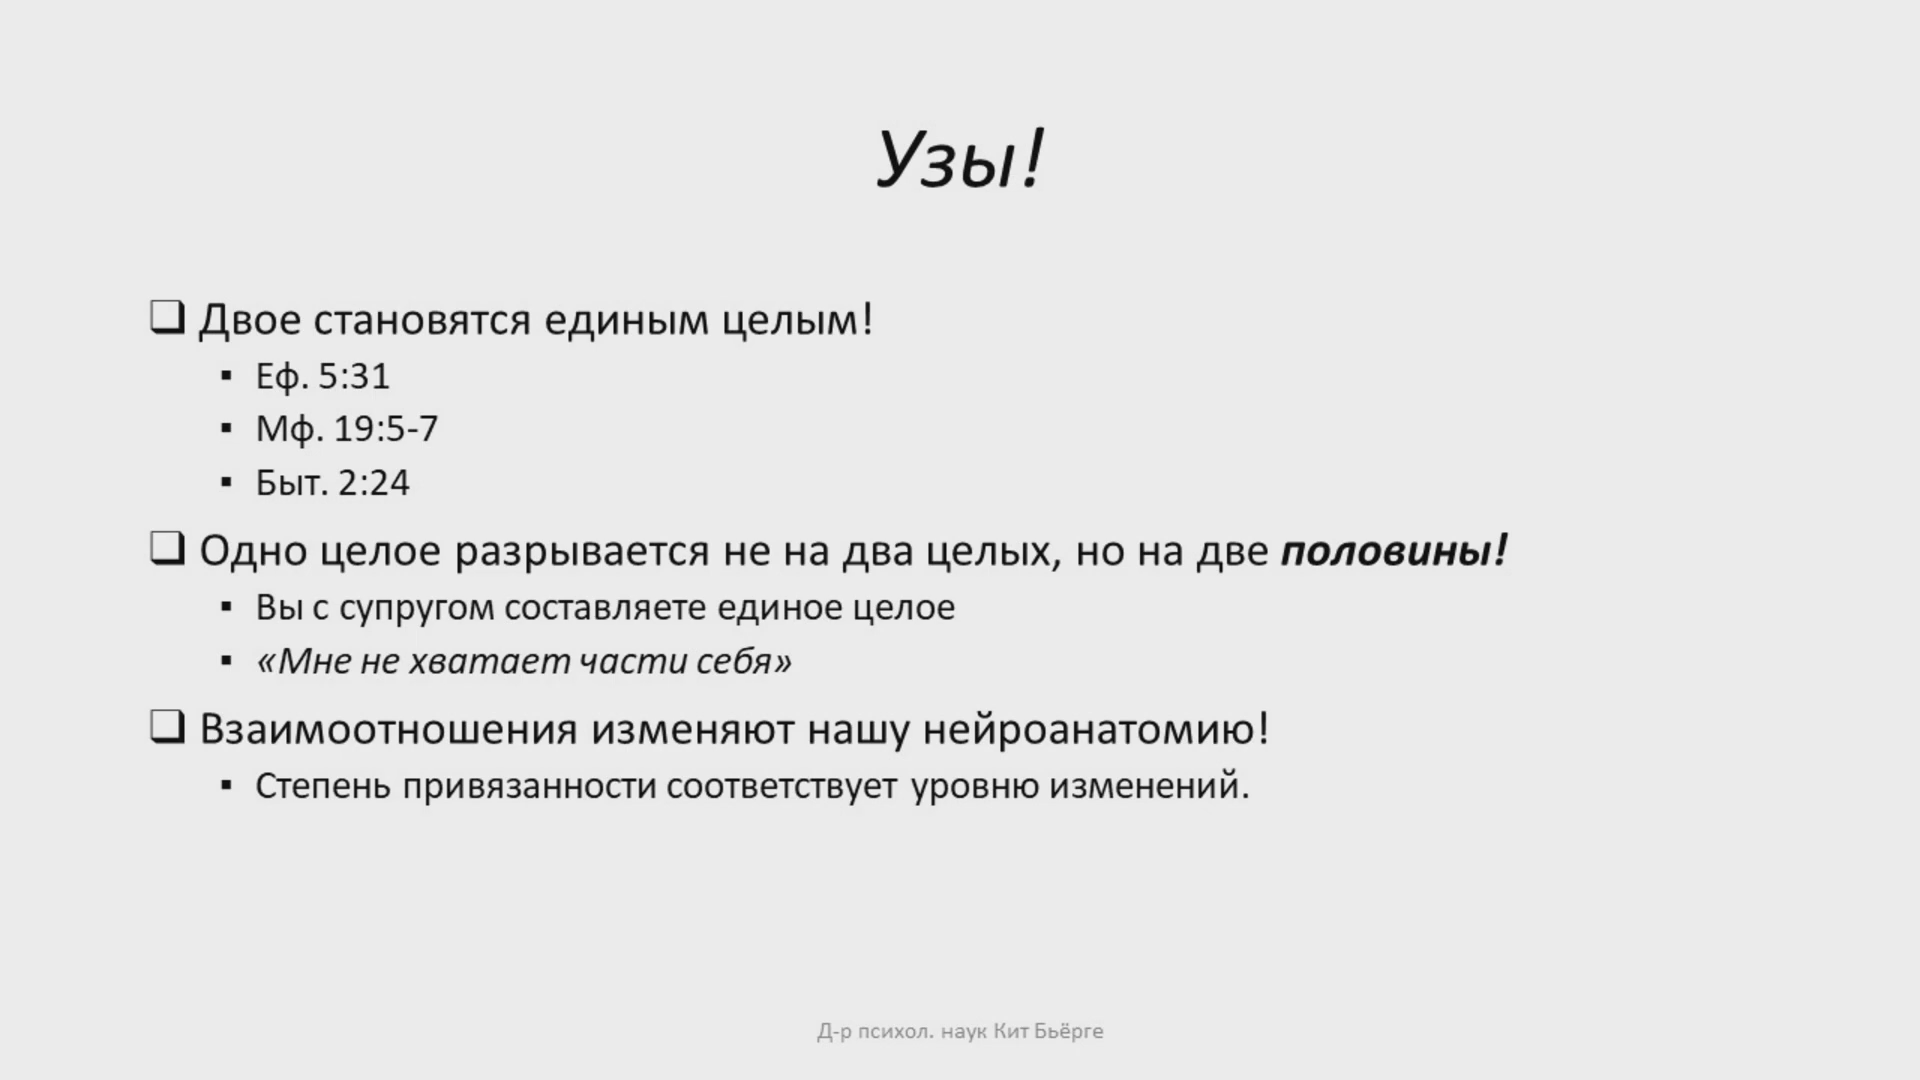 Узы!
❑ Двое становятся единым целым!
▪ Еф. 5:31
▪ Мф. 19:5-7
▪ Быт. 2:24
❑ Одно целое разрывается не на два целых, но на две половины!
▪ Вы с супругом составляете единое целое
▪ «Мне не хватает части себя»
❑ Взаимоотношения изменяют нашу нейроанатомию!
▪ Степень привязанности соответствует уровню изменений.
Д-р психол. наук Кит Бьёрге